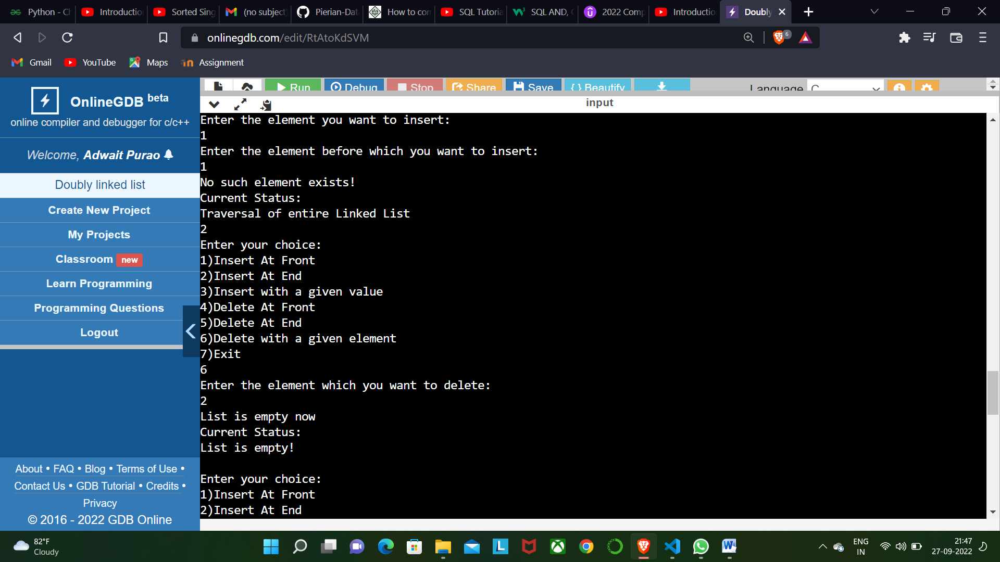 Python - Ch
Introduction
Sorted Sing
(no subject)
Pierian-Data
How to con
SQL Tutoria
SQL AND, O
2022 Comp
Introductio
Doubly
onlinegdb.com/edit/RtAtoKdSVM
6
Gmail
YouTube
Maps
Assignment
OnlineGDB beta
online compiler and debugger for c/c++
Welcome, Adwait Purao
Doubly linked list
Create New Project
My Projects
Classroom new
Learn Programming
Programming Questions
Logout
About • FAQ • Blog • Terms of Use •
Contact Us • GDB Tutorial • Credits •
Privacy
© 2016 - 2022 GDB Online
Run
Debug
Stop
Share
Save
{ } Beautify
Language
C
input
Enter the element you want to insert:
1
Enter the element before which you want to insert:
1
No such element exists!
Current Status:
Traversal of entire Linked List
2
Enter your choice:
1)Insert At Front
2)Insert At End
3)Insert with a given value
4)Delete At Front
5)Delete At End
6)Delete with a given element
7)Exit
6
Enter the element which you want to delete:
2
List is empty now
Current Status:
List is empty!
Enter your choice:
1)Insert At Front
2)Insert At End
82°F
Cloudy
ENG
IN
21:47
27-09-2022